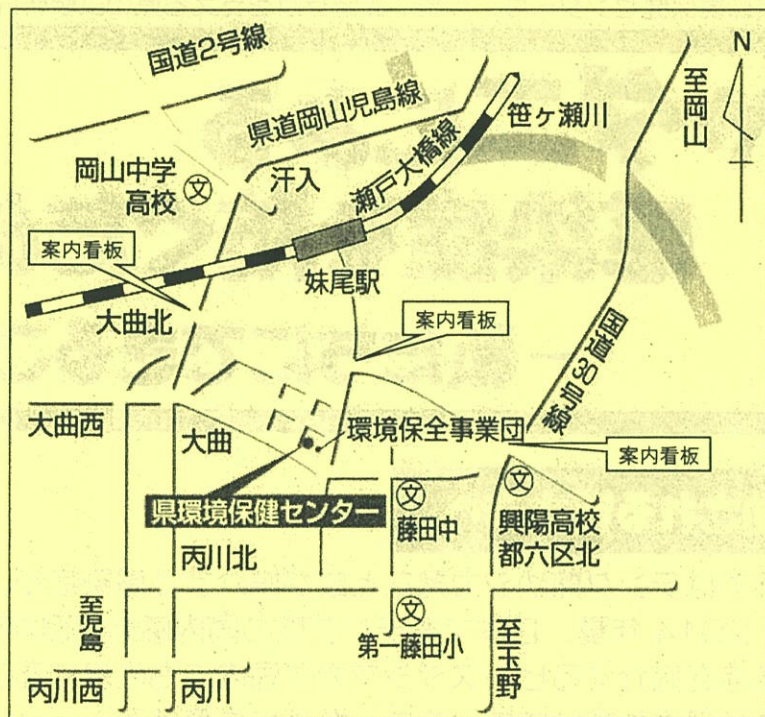 国道2号線
N
至岡山
県道岡山児島線
笹ヶ瀬川
岡山中学
高校
文
汗入
瀬戸大橋線
案内看板
妹尾駅
大曲北
案内看板
国道30号線
大曲西
大曲
環境保全事業団
案内看板
県環境保健センター
文
藤田中
文
興陽高校
都六区北
丙川北
至児島
文
第一藤田小
至玉野
丙川西
丙川